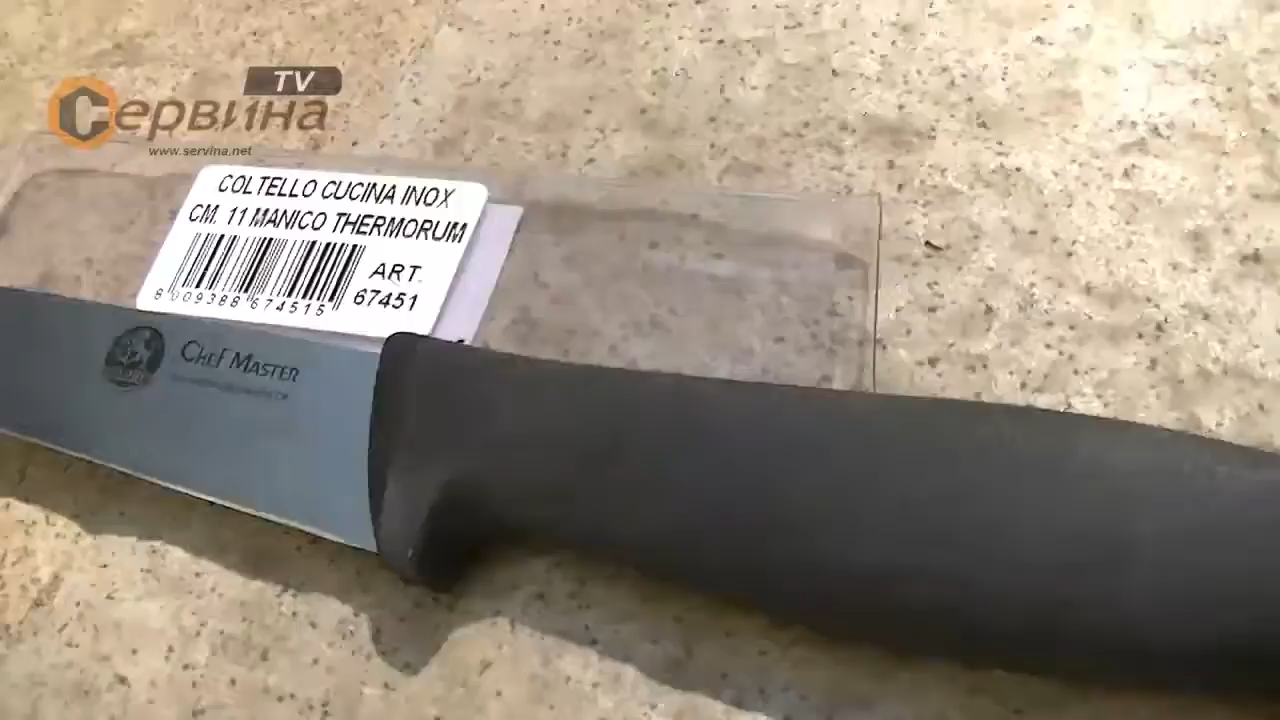 TV
Сервина
www.servina.net
COLTELLO CUCINA INOX
CM. 11 MANICO THERMORUM
ART.
67451
8 009388 674515
CHEF MASTER